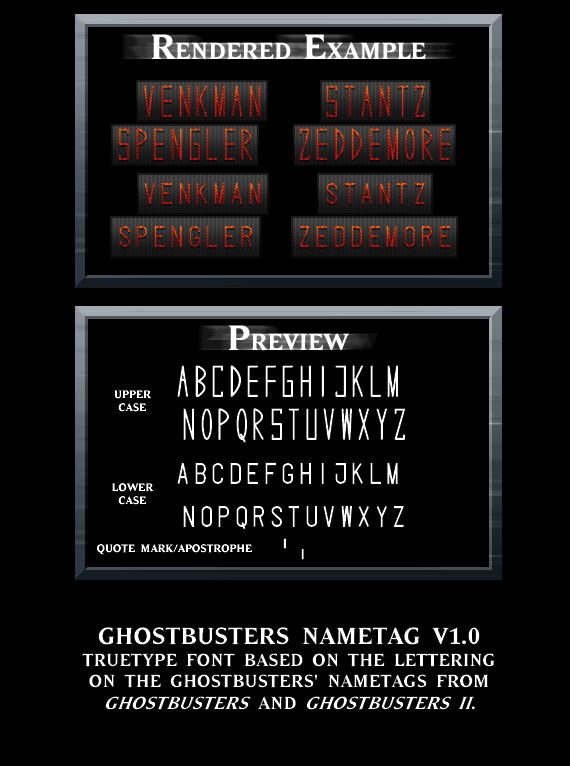 RENDERED EXAMPLE
VENKMAN STANTZ
SPENGLER ZEDDEMORE
VENKMAN STANTZ
SPENGLER ZEDDEMORE
PREVIEW
UPPER CASE
ABCDEFGHIJKLM
NOPQRSTUVWXYZ
LOWER CASE
ABCDEFGHIJKLM
NOPQRSTUVWXYZ
QUOTE MARK/APOSTROPHE ' ,
GHOSTBUSTERS NAMETAG V1.0
TRUETYPE FONT BASED ON THE LETTERING
ON THE GHOSTBUSTERS' NAMETAGS FROM
GHOSTBUSTERS AND GHOSTBUSTERS II.